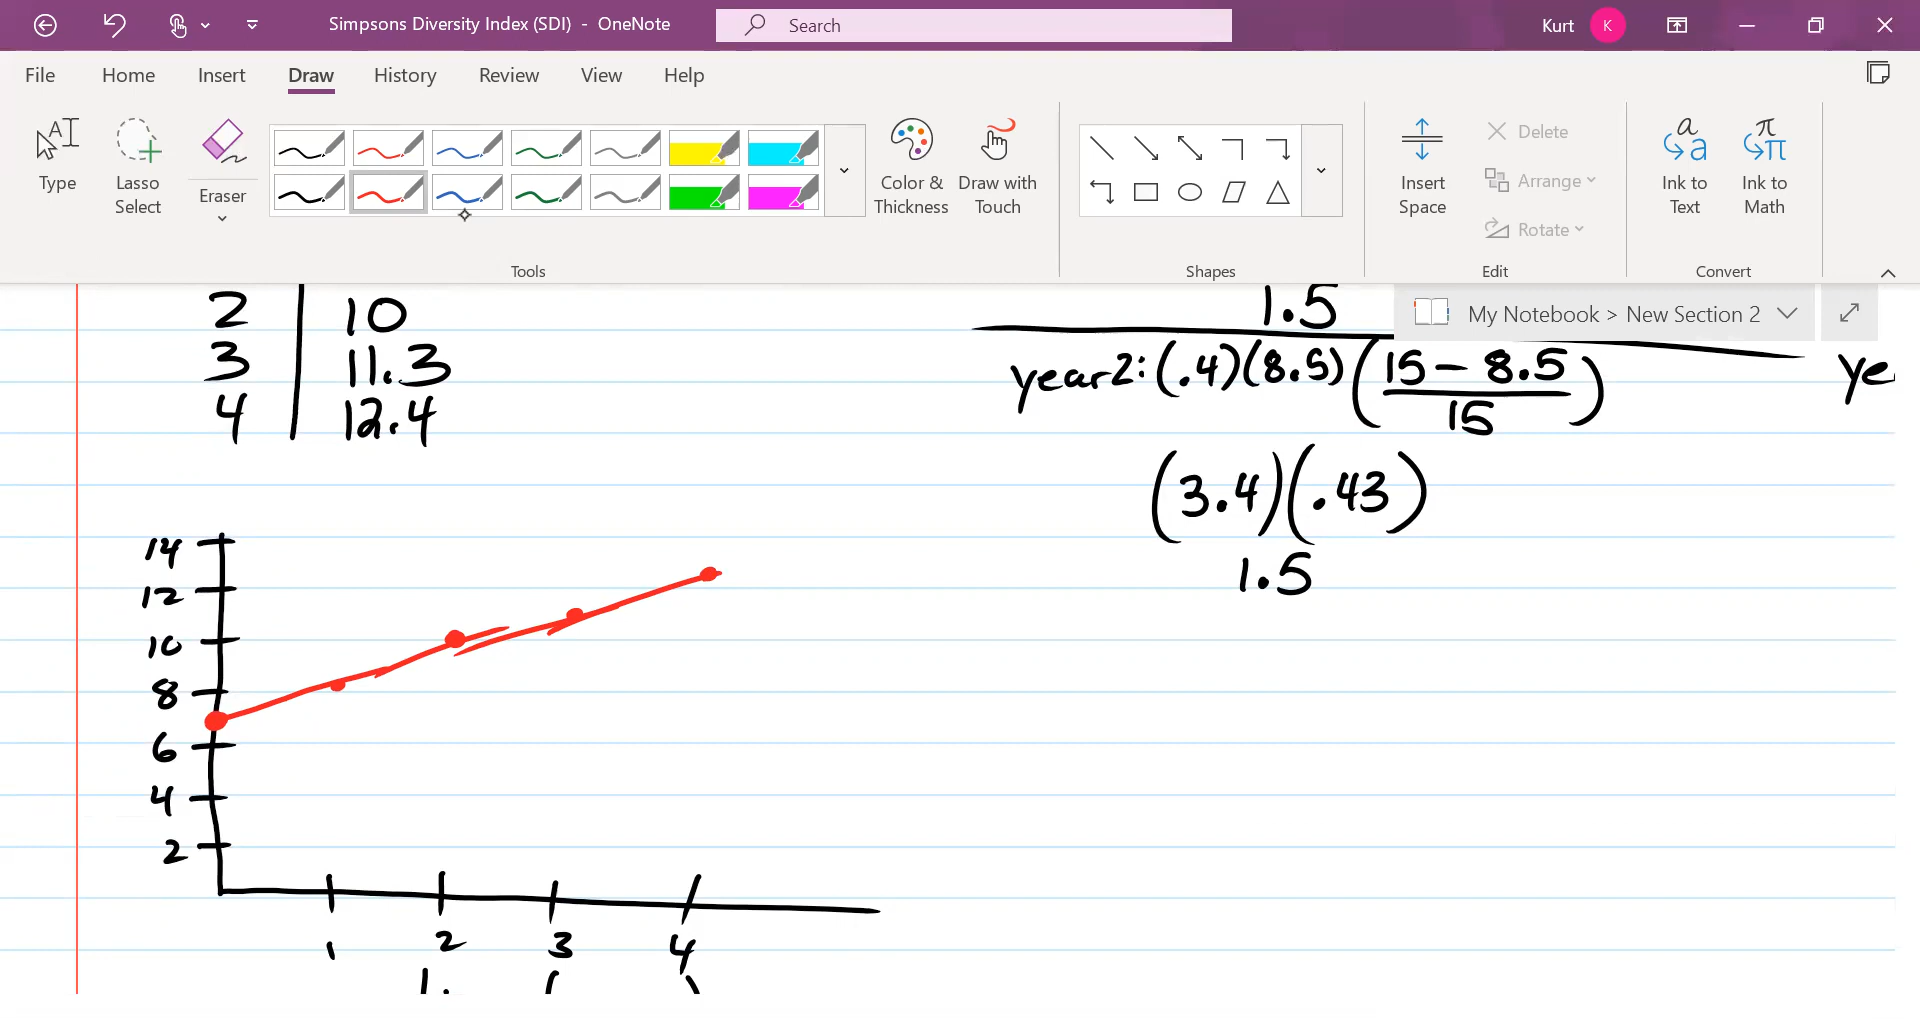 Simpsons Diversity Index (SDI) - OneNote
Search
Kurt K
File Home Insert Draw History Review View Help
Type
Lasso Select
Eraser
Color & Thickness
Draw with Touch
Insert Space
Delete
Arrange
Rotate
Ink to Text
Ink to Math
Tools Shapes Edit Convert
My Notebook > New Section 2
2 | 10
3 | 11.3
4 | 12.4
1.5
year 2: (.4)(8.5)(15 - 8.5 / 15)
(3.4)(.43)
1.5
ye
14
12
10
8
6
4
2
1 2 3 4